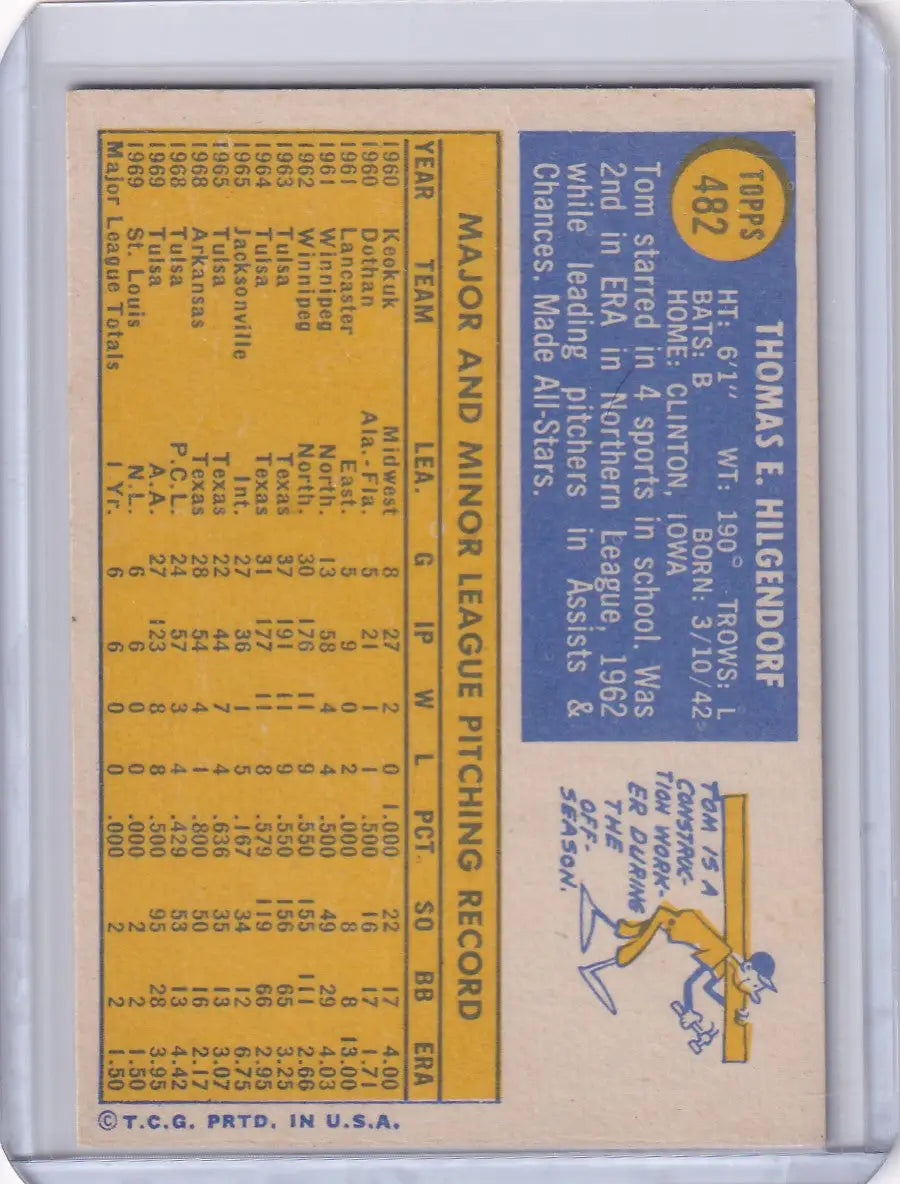 TOPPS
482
THOMAS E. HILGENDORF
HT: 6'1" WT: 190 TROWS: L
BATS: B BORN: 3/10/42
HOME: CLINTON, IOWA
Tom starred in 4 sports in school. Was
2nd in ERA in Northern League, 1962
while leading pitchers in Assists &
Chances. Made All-Stars.
TOM IS A
CONSTRUC-
TION WORK-
ER DURING
THE
OFF-
SEASON.
MAJOR AND MINOR LEAGUE PITCHING RECORD
YEAR TEAM LEA. G IP W L PCT. SO BB ERA
1960 Keokuk Midwest 8 27 2 0 1.000 22 17 4.00
1960 Dothan Ala.-Fla. 5 21 1 1 .500 16 17 1.71
1961 Lancaster East. 5 9 0 2 .000 8 8 13.00
1961 Winnipeg North. 13 58 4 4 .500 49 29 4.03
1962 Winnipeg North. 30 176 11 9 .550 155 111 2.66
1963 Tulsa Texas 37 191 11 9 .550 156 65 3.25
1964 Tulsa Texas 31 177 11 8 .579 119 66 2.95
1965 Jacksonville Int. 27 36 1 5 .167 34 12 6.75
1965 Tulsa Texas 22 44 7 4 .636 35 13 3.07
1968 Arkansas Texas 28 54 4 1 .800 50 16 2.17
1968 Tulsa P.C.L. 24 57 3 4 .429 53 13 4.42
1969 Tulsa A.A. 27 123 8 8 .500 95 28 3.95
1969 St. Louis N.L. 6 6 0 0 .000 2 2 1.50
Major League Totals 1 Yr. 6 6 0 0 .000 2 2 1.50
© T.C.G. PRTD. IN U.S.A.